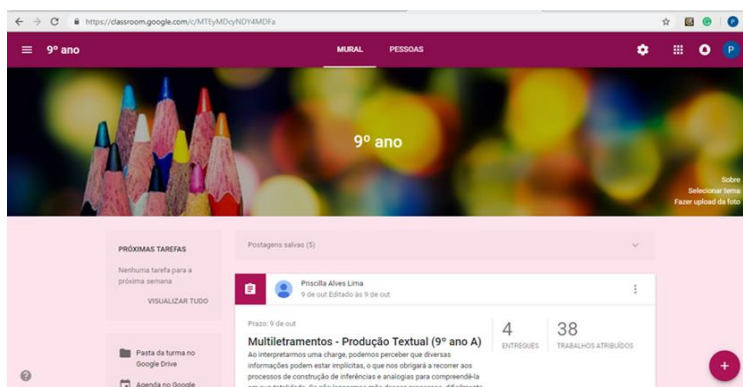 https://classroom.google.com/c/MTEyMDcyNDY4MDFa
9º ano
MURAL
PESSOAS
P
9º ano
Sobre
Selecionar tema
Fazer upload da foto
PRÓXIMAS TAREFAS
Nenhuma tarefa para a
próxima semana
VISUALIZAR TUDO
Pasta da turma no
Google Drive
Agenda no Google
Postagens salvas (5)
Priscilla Alves Lima
9 de out Editado às 9 de out
Prazo: 9 de out
Multiletramentos - Produção Textual (9º ano A)
Ao interpretarmos uma charge, podemos perceber que diversas
informações podem estar implícitas, o que nos obrigará a recorrer aos
processos de construção de inferências e analogias para compreendê-la
4
ENTREGUES
38
TRABALHOS ATRIBUÍDOS